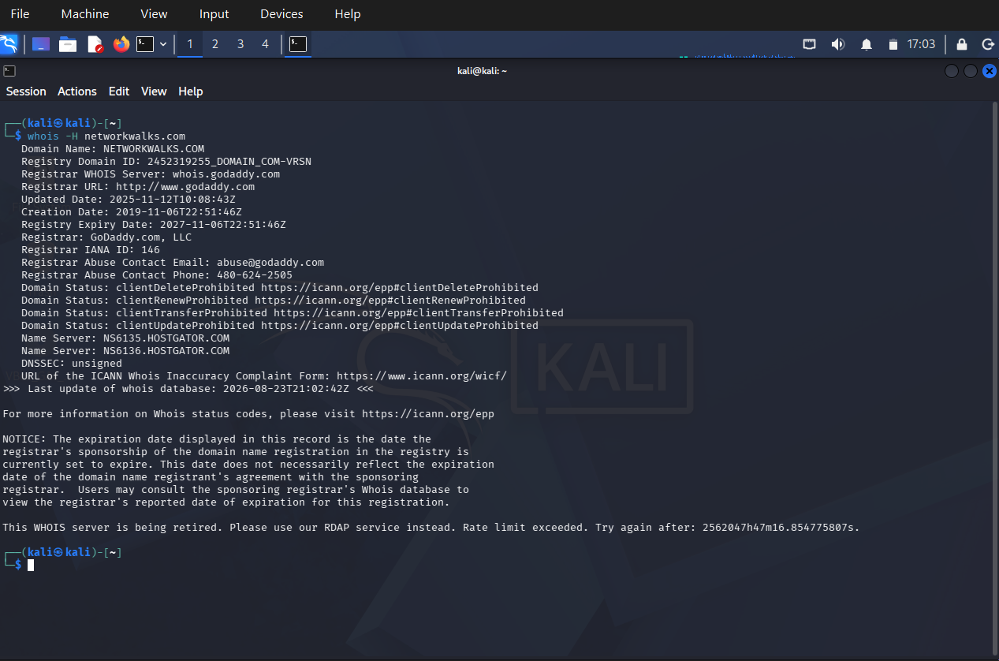 File Machine View Input Devices Help
1 2 3 4 17:03
kali@kali: ~
Session Actions Edit View Help
┌──(kali㉿kali)-[~]
└─$ whois -H networkwalks.com
Domain Name: NETWORKWALKS.COM
Registry Domain ID: 2452319255_DOMAIN_COM-VRSN
Registrar WHOIS Server: whois.godaddy.com
Registrar URL: http://www.godaddy.com
Updated Date: 2025-11-12T10:08:43Z
Creation Date: 2019-11-06T22:51:46Z
Registry Expiry Date: 2027-11-06T22:51:46Z
Registrar: GoDaddy.com, LLC
Registrar IANA ID: 146
Registrar Abuse Contact Email: abuse@godaddy.com
Registrar Abuse Contact Phone: 480-624-2505
Domain Status: clientDeleteProhibited https://icann.org/epp#clientDeleteProhibited
Domain Status: clientRenewProhibited https://icann.org/epp#clientRenewProhibited
Domain Status: clientTransferProhibited https://icann.org/epp#clientTransferProhibited
Domain Status: clientUpdateProhibited https://icann.org/epp#clientUpdateProhibited
Name Server: NS6135.HOSTGATOR.COM
Name Server: NS6136.HOSTGATOR.COM
DNSSEC: unsigned
URL of the ICANN Whois Inaccuracy Complaint Form: https://www.icann.org/wicf/
>>> Last update of whois database: 2026-08-23T21:02:42Z <<<
KALI
For more information on Whois status codes, please visit https://icann.org/epp
NOTICE: The expiration date displayed in this record is the date the
registrar's sponsorship of the domain name registration in the registry is
currently set to expire. This date does not necessarily reflect the expiration
date of the domain name registrant's agreement with the sponsoring
registrar.  Users may consult the sponsoring registrar's Whois database to
view the registrar's reported date of expiration for this registration.
This WHOIS server is being retired. Please use our RDAP service instead. Rate limit exceeded. Try again after: 2562047h47m16.854775807s.
┌──(kali㉿kali)-[~]
└─$